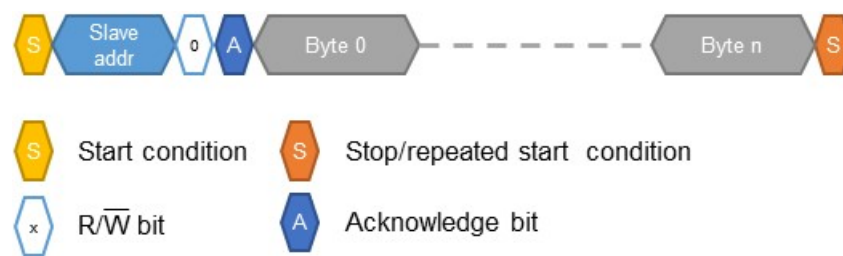 S Slave addr 0 A Byte 0 Byte n S
S Start condition S Stop/repeated start condition
x R/W̅ bit A Acknowledge bit